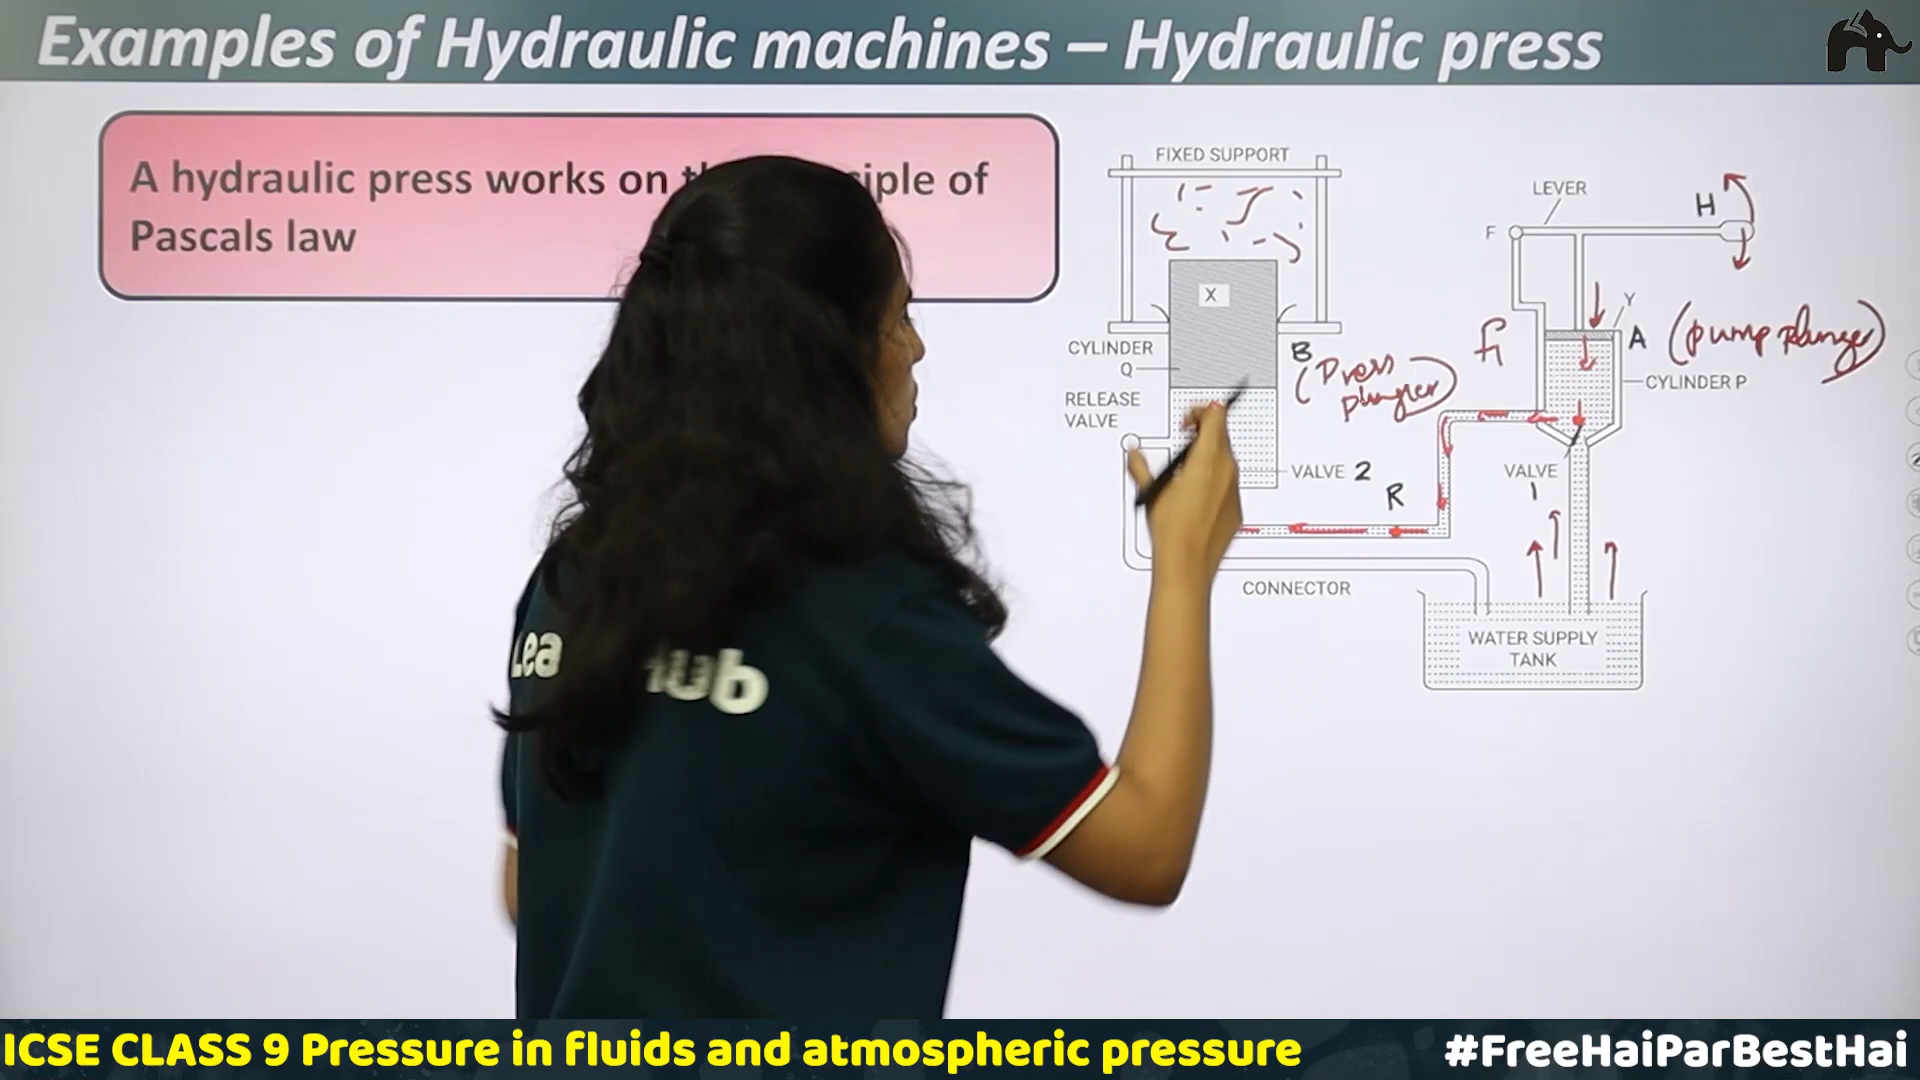 Examples of Hydraulic machines – Hydraulic press
A hydraulic press works on iple of
Pascals law
FIXED SUPPORT
LEVER
H
F
X
Y
A (pump plunger)
f1
CYLINDER
Q
B
(Press
plunger)
CYLINDER P
RELEASE
VALVE
VALVE 2
R
VALVE
1
CONNECTOR
WATER SUPPLY
TANK
Lea Hub
ICSE CLASS 9 Pressure in fluids and atmospheric pressure
#FreeHaiParBestHai